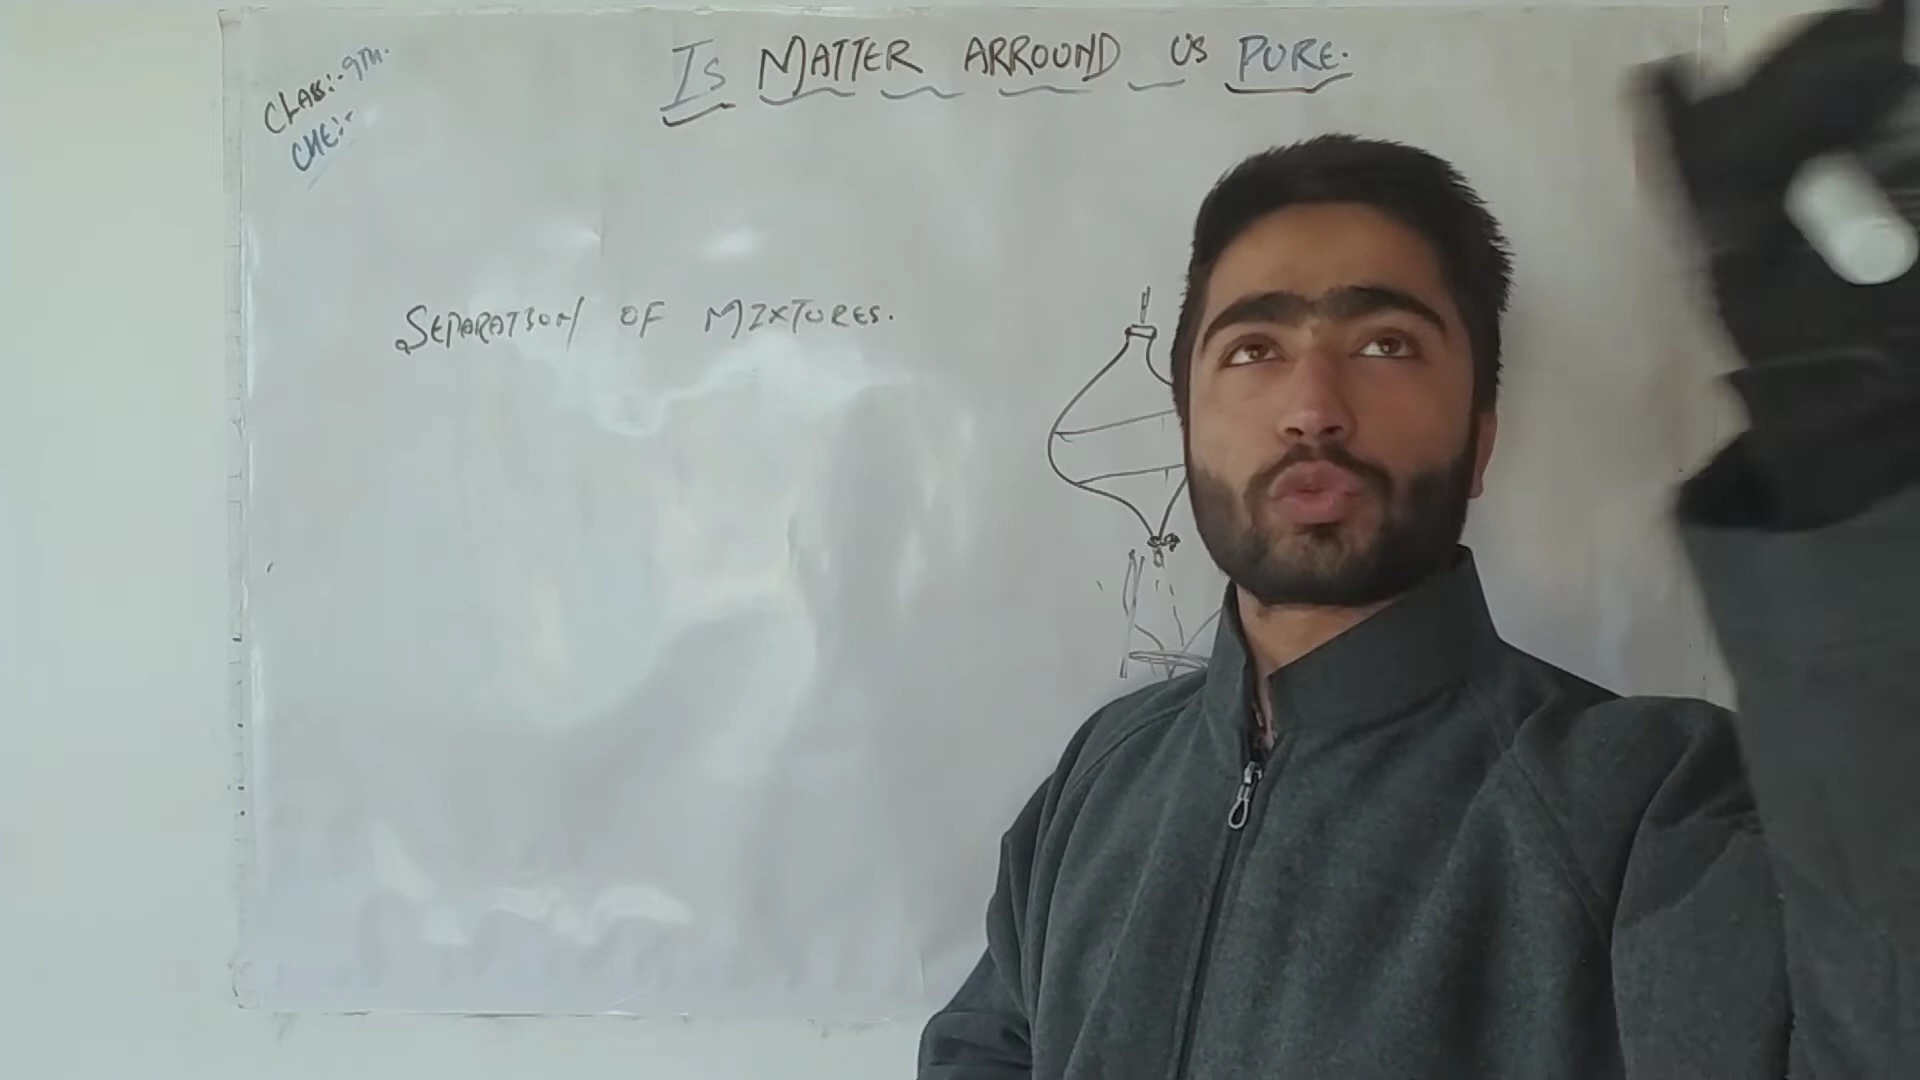 IS MATTER ARROUND US PURE.
CLASS:- 9TH.
CHE:-
SEPARATION OF MIXTURES.